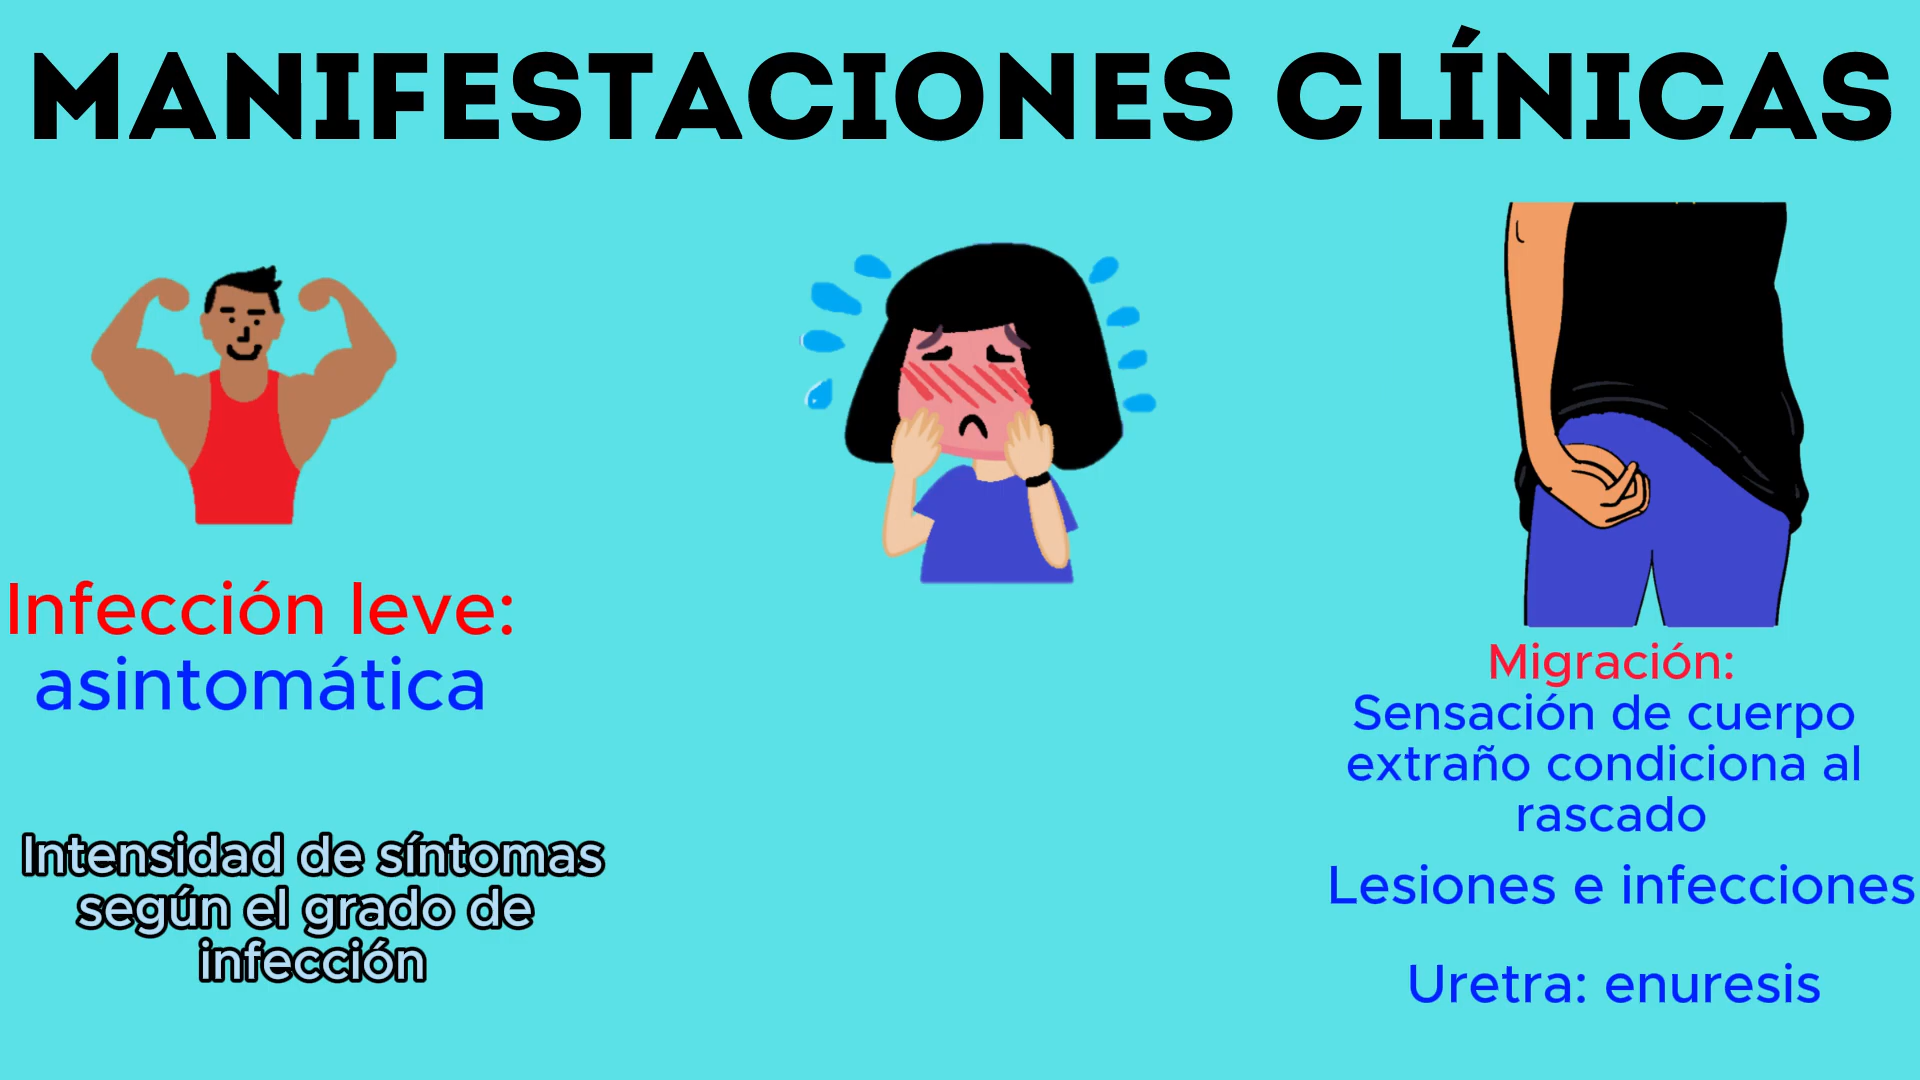 MANIFESTACIONES CLÍNICAS
Infección leve:
asintomática
Intensidad de síntomas
según el grado de
infección
Migración:
Sensación de cuerpo
extraño condiciona al
rascado
Lesiones e infecciones
Uretra: enuresis